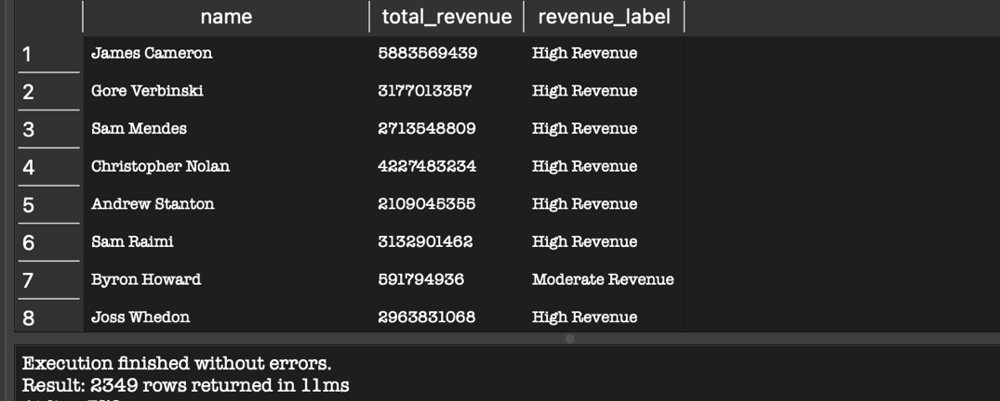 name total_revenue revenue_label
1 James Cameron 5883569439 High Revenue
2 Gore Verbinski 3177013357 High Revenue
3 Sam Mendes 2713548809 High Revenue
4 Christopher Nolan 4227483234 High Revenue
5 Andrew Stanton 2109045355 High Revenue
6 Sam Raimi 3132901462 High Revenue
7 Byron Howard 591794936 Moderate Revenue
8 Joss Whedon 2963831068 High Revenue
Execution finished without errors.
Result: 2349 rows returned in 11ms